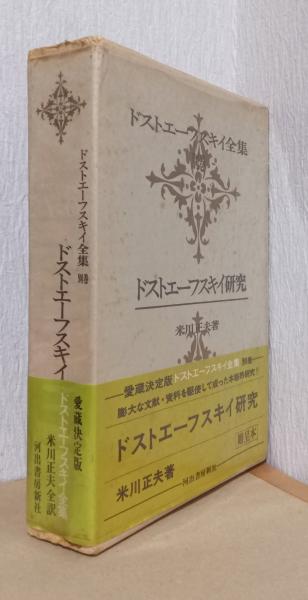 ドストエーフスキイ全集 別巻
ドストエーフスキイ
愛蔵決定版
ドストエーフスキイ全集
米川正夫全訳
河出書房新社
ドストエーフスキイ全集
別巻
ドストエーフスキイ研究
米川正夫著
愛蔵決定版ドストエーフスキイ全集 別巻
膨大な文献・資料を駆使して成った本格的研究!
ドストエーフスキイ研究
米川正夫著
河出書房新社